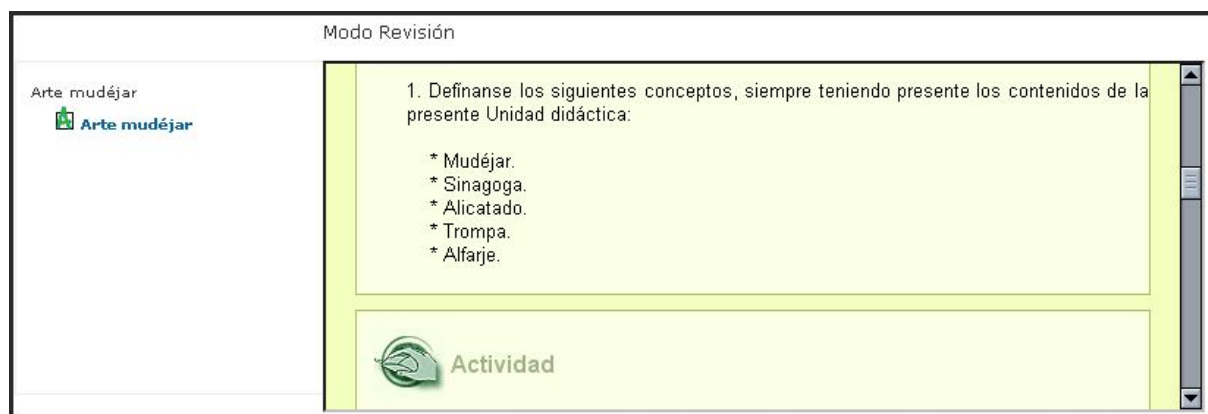 Modo Revisión
Arte mudéjar
Arte mudéjar
1. Defínanse los siguientes conceptos, siempre teniendo presente los contenidos de la
presente Unidad didáctica:
* Mudéjar.
* Sinagoga.
* Alicatado.
* Trompa.
* Alfarje.
Actividad